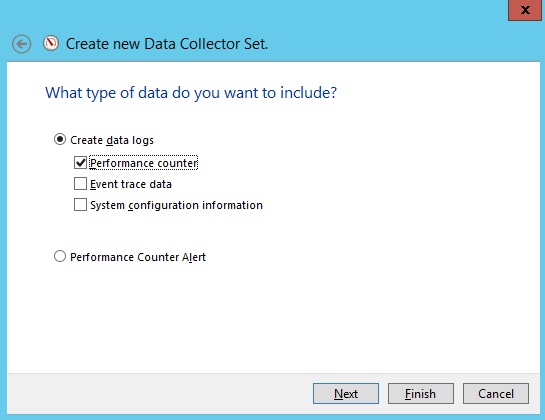 x
Create new Data Collector Set.
What type of data do you want to include?
Create data logs
Performance counter
Event trace data
System configuration information
Performance Counter Alert
Next Finish Cancel